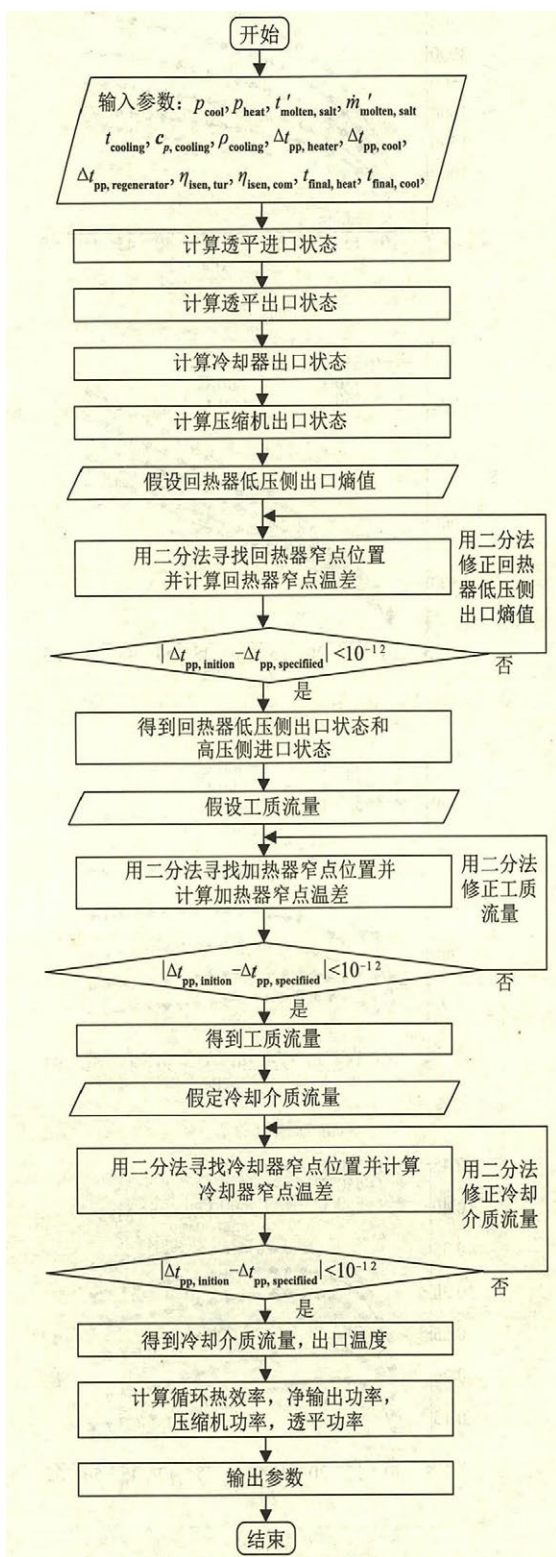 开始
输入参数：p_cool, p_heat, t'_molten, salt, ṁ'_molten, salt
t_cooling, c_p, cooling, ρ_cooling, Δt_pp, heater, Δt_pp, cool,
Δt_pp, regenerator, η_isen, tur, η_isen, com, t_final, heat, t_final, cool,
计算透平进口状态
计算透平出口状态
计算冷却器出口状态
计算压缩机出口状态
假设回热器低压侧出口熵值
用二分法寻找回热器窄点位置
并计算回热器窄点温差
用二分法
修正回热
器低压侧
出口熵值
|Δt_pp, inition−Δt_pp, specifiied|<10⁻¹²
否
是
得到回热器低压侧出口状态和
高压侧进口状态
假设工质流量
用二分法寻找加热器窄点位置并
计算加热器窄点温差
用二分法
修正工质
流量
|Δt_pp, inition−Δt_pp, specifiied|<10⁻¹²
否
是
得到工质流量
假定冷却介质流量
用二分法寻找冷却器窄点位置并计算
冷却器窄点温差
用二分法
修正冷却
介质流量
|Δt_pp, inition−Δt_pp, specifiied|<10⁻¹²
否
是
得到冷却介质流量，出口温度
计算循环热效率，净输出功率，
压缩机功率，透平功率
输出参数
结束